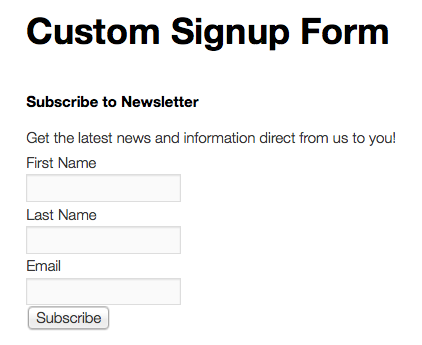 Custom Signup Form
Subscribe to Newsletter
Get the latest news and information direct from us to you!
First Name
Last Name
Email
Subscribe